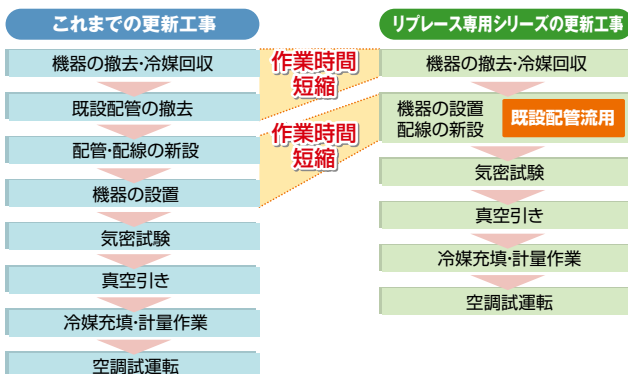 これまでの更新工事
機器の撤去・冷媒回収
既設配管の撤去
配管・配線の新設
機器の設置
気密試験
真空引き
冷媒充填・計量作業
空調試運転
作業時間
短縮
作業時間
短縮
リプレース専用シリーズの更新工事
機器の撤去・冷媒回収
機器の設置
配線の新設
既設配管流用
気密試験
真空引き
冷媒充填・計量作業
空調試運転